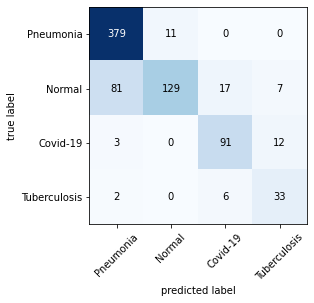 true label
Pneumonia 379 11 0 0
Normal 81 129 17 7
Covid-19 3 0 91 12
Tuberculosis 2 0 6 33
Pneumonia Normal Covid-19 Tuberculosis
predicted label